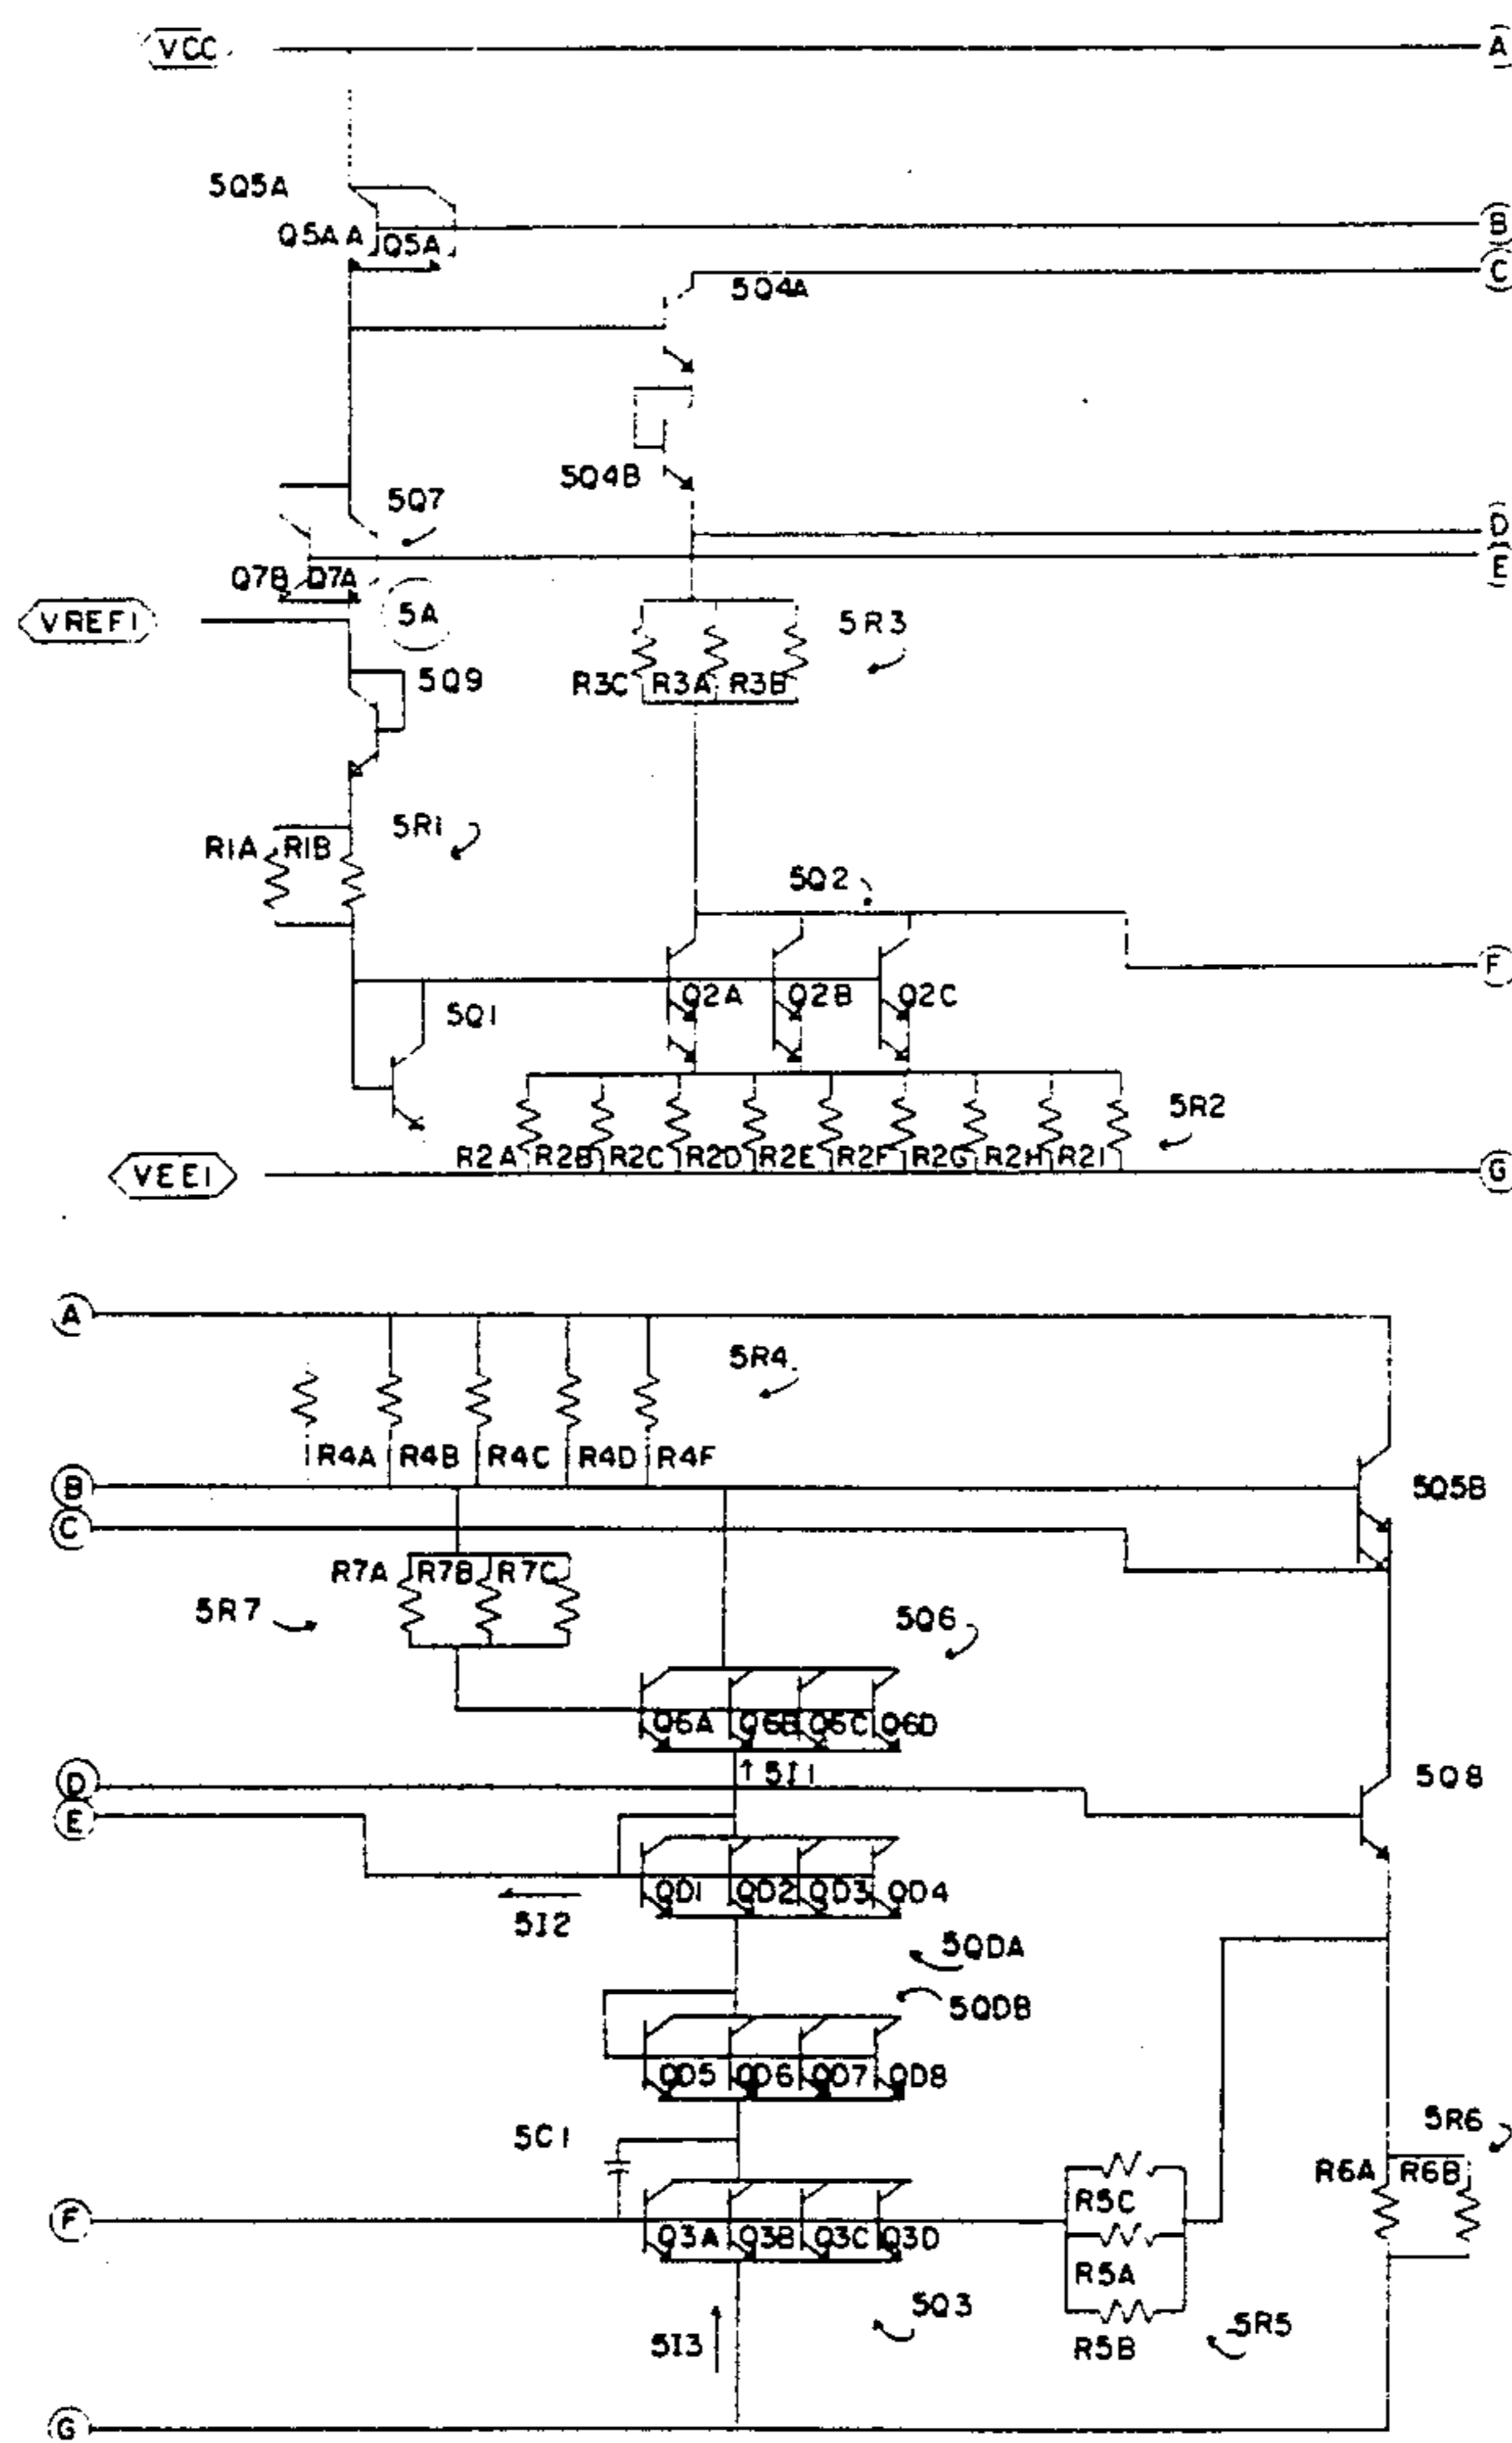 VCC
A
5Q5A
Q5AA Q5A
B
C
5Q4A
5Q4B
5Q7
D
E
Q7B Q7A
5A
VREF1
5R3
5Q9
R3C R3A R3B
5R1
R1A R1B
5Q2
F
Q2A Q2B Q2C
5Q1
5R2
R2A R2B R2C R2D R2E R2F R2G R2H R2I
VEE1
G
A
5R4
R4A R4B R4C R4D R4F
B
5Q5B
C
R7A R7B R7C
5R7
5Q6
Q6A Q6B Q6C Q6D
5I1
D
5Q8
E
QD1 QD2 QD3 QD4
5I2
5QDA
5QDB
QD5 QD6 QD7 QD8
5C1
5R6
R6A R6B
R5C
F
Q3A Q3B Q3C Q3D
R5A
5Q3
5R5
5I3
R5B
G